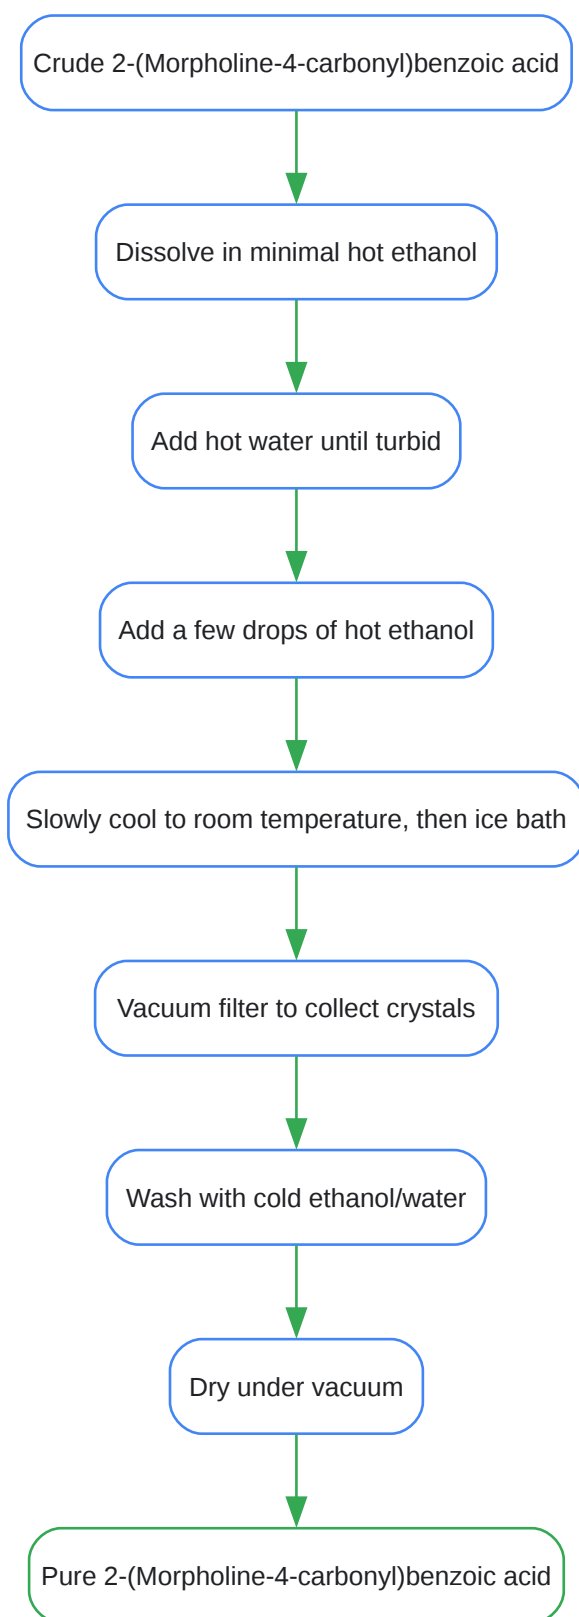 Crude 2-(Morpholine-4-carbonyl)benzoic acid
Dissolve in minimal hot ethanol
Add hot water until turbid
Add a few drops of hot ethanol
Slowly cool to room temperature, then ice bath
Vacuum filter to collect crystals
Wash with cold ethanol/water
Dry under vacuum
Pure 2-(Morpholine-4-carbonyl)benzoic acid